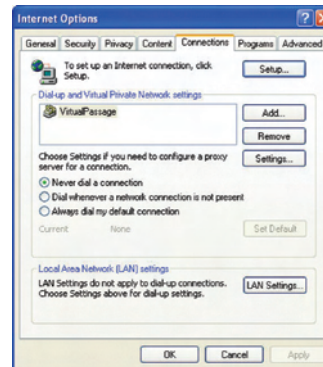 Internet Options
General Security Privacy Content Connections Programs Advanced
To set up an Internet connection, click
Setup.
Setup...
Dial-up and Virtual Private Network settings
VirtualPassage
Add...
Remove
Choose Settings if you need to configure a proxy
server for a connection.
Settings...
Never dial a connection
Dial whenever a network connection is not present
Always dial my default connection
Current None Set Default
Local Area Network (LAN) settings
LAN Settings do not apply to dial-up connections.
Choose Settings above for dial-up settings.
LAN Settings...
OK Cancel Apply